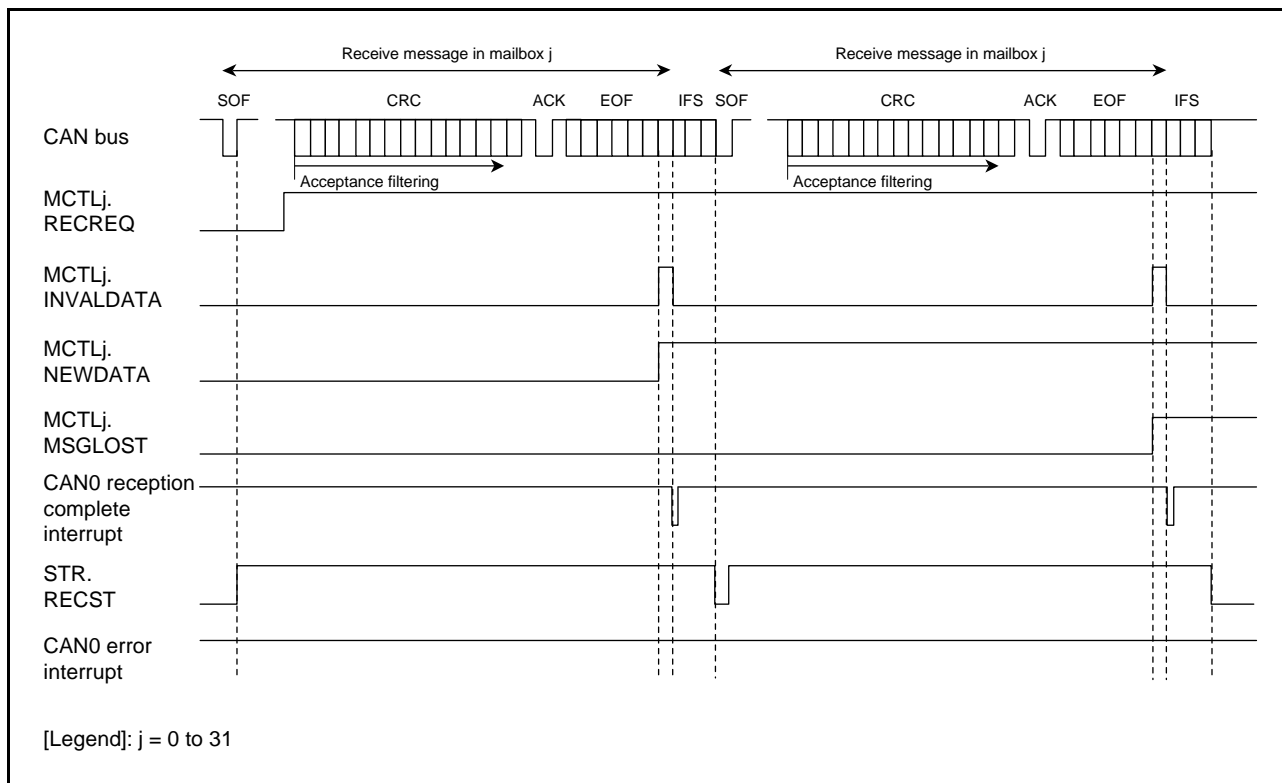 Receive message in mailbox j Receive message in mailbox j
SOF CRC ACK EOF IFS SOF CRC ACK EOF IFS
CAN bus
Acceptance filtering Acceptance filtering
MCTLj.
RECREQ
MCTLj.
INVALDATA
MCTLj.
NEWDATA
MCTLj.
MSGLOST
CAN0 reception
complete
interrupt
STR.
RECST
CAN0 error
interrupt
[Legend]: j = 0 to 31